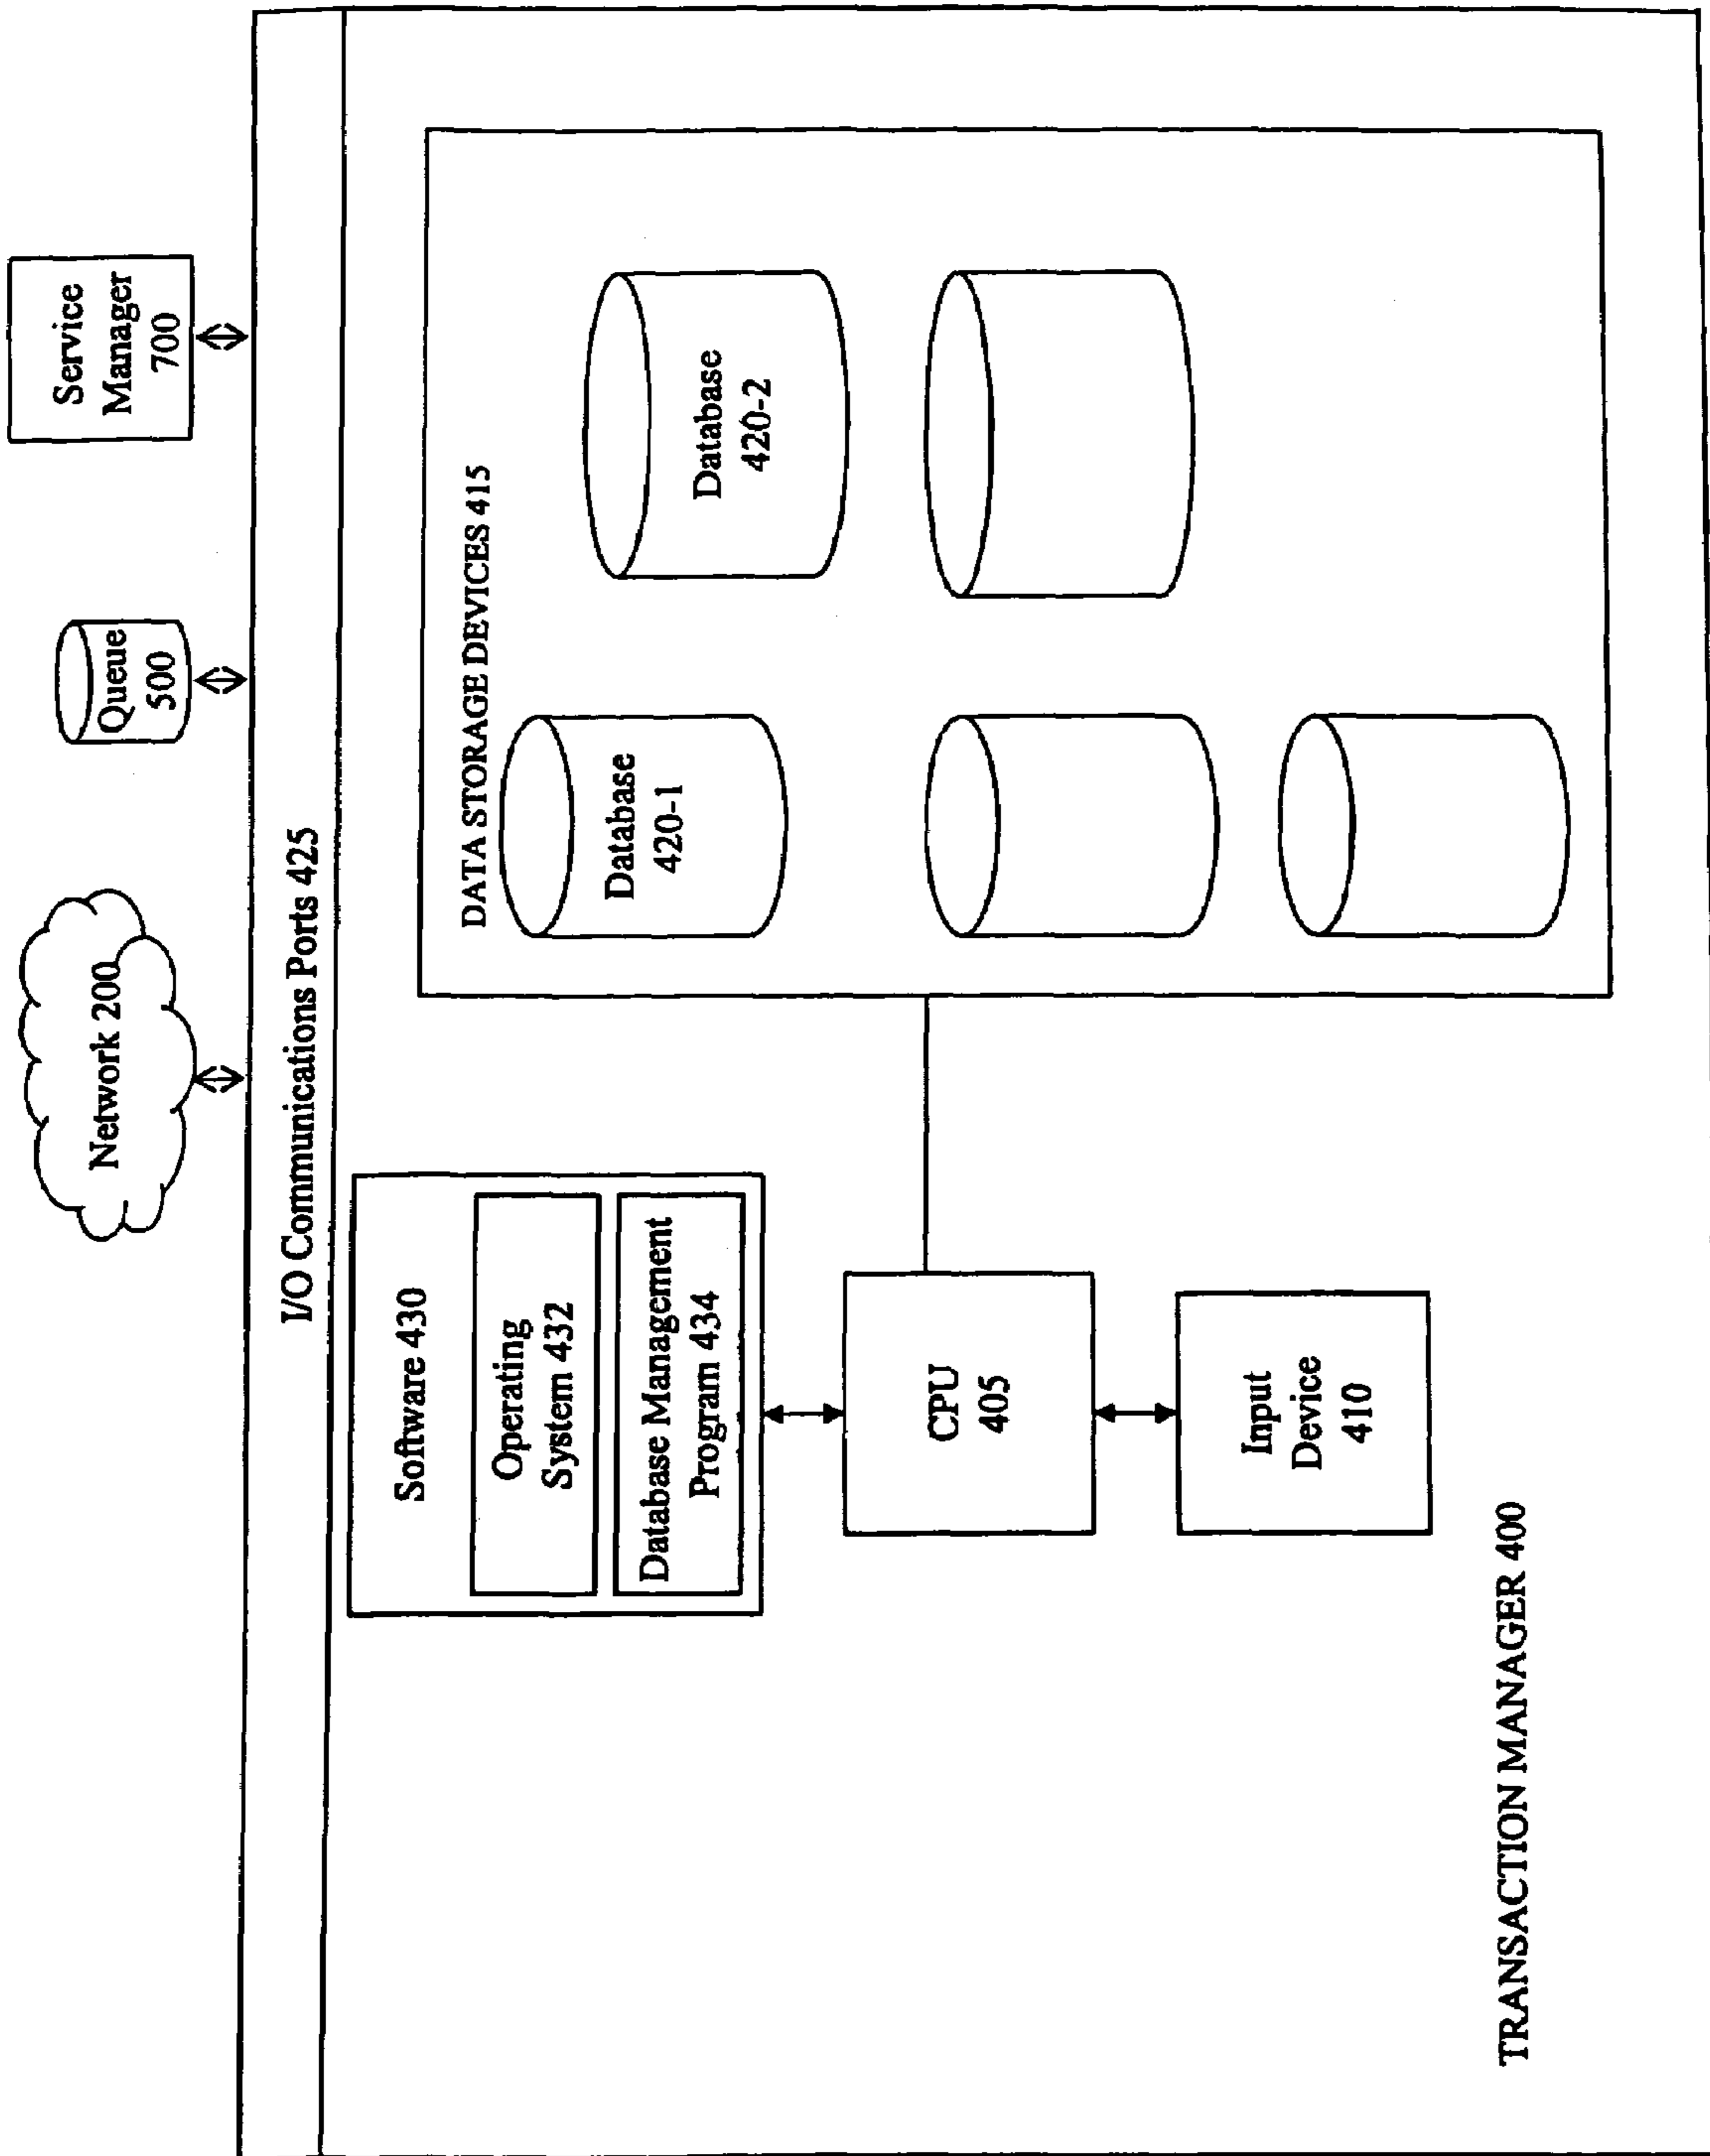 Network 200
Queue
500
Service
Manager
700
I/O Communications Ports 425
Software 430
Operating
System 432
Database Management
Program 434
CPU
405
Input
Device
410
DATA STORAGE DEVICES 415
Database
420-1
Database
420-2
TRANSACTION MANAGER 400